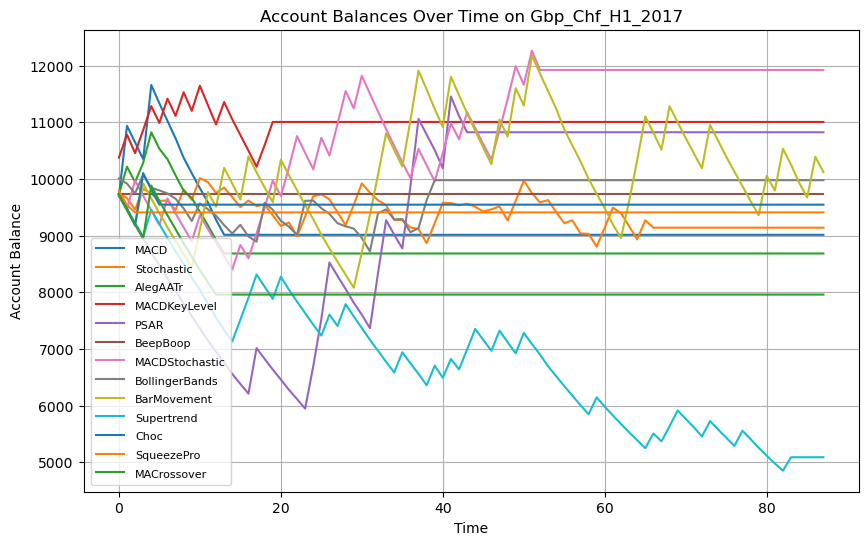 Account Balances Over Time on Gbp_Chf_H1_2017
Account Balance
12000
11000
10000
9000
8000
7000
6000
5000
MACD
Stochastic
AlegAATr
MACDKeyLevel
PSAR
BeepBoop
MACDStochastic
BollingerBands
BarMovement
Supertrend
Choc
SqueezePro
MACrossover
0 20 40 60 80
Time